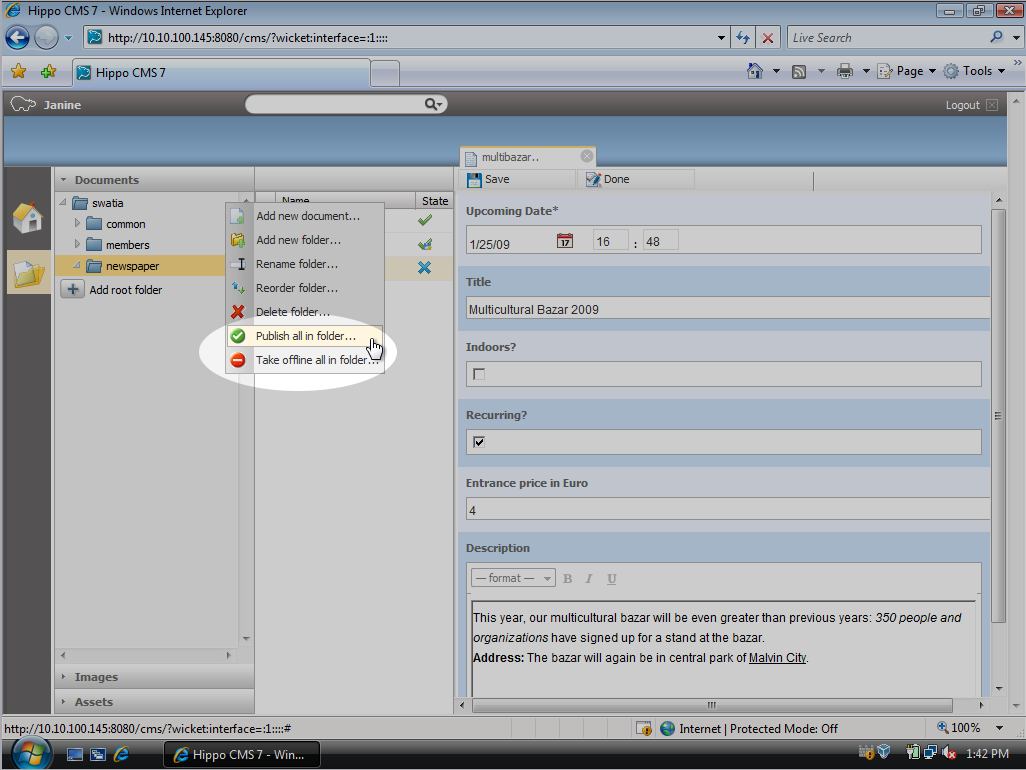 Hippo CMS 7 - Windows Internet Explorer
http://10.10.100.145:8080/cms/?wicket:interface=:1::::
Live Search
Hippo CMS 7
Page
Tools
Janine
Logout
multibazar..
Documents
Save
Done
swatia
common
members
newspaper
Add root folder
Name
State
Add new document...
Add new folder...
Rename folder...
Reorder folder...
Delete folder...
Publish all in folder...
Take offline all in folder...
Upcoming Date*
1/25/09
17
16
:
48
Title
Multicultural Bazar 2009
Indoors?
Recurring?
Entrance price in Euro
4
Description
— format —
B I U
This year, our multicultural bazar will be even greater than previous years: 350 people and
organizations have signed up for a stand at the bazar.
Address: The bazar will again be in central park of Malvin City.
Images
Assets
http://10.10.100.145:8080/cms/?wicket:interface=:1::::#
Internet | Protected Mode: Off
100%
Hippo CMS 7 - Win...
1:42 PM